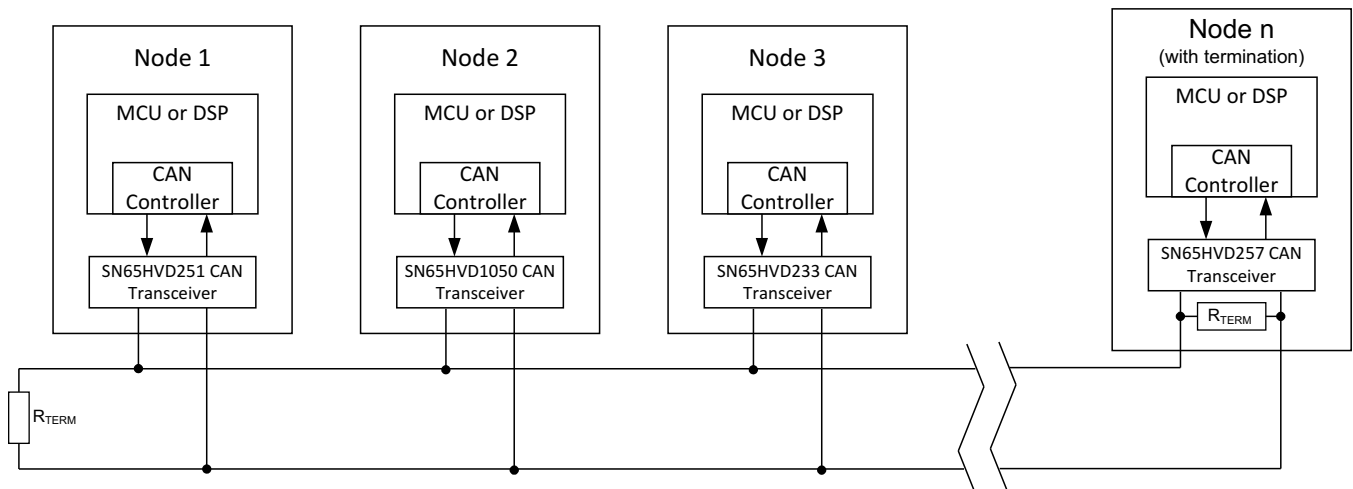 Node 1
MCU or DSP
CAN
Controller
SN65HVD251 CAN
Transceiver
Node 2
MCU or DSP
CAN
Controller
SN65HVD1050 CAN
Transceiver
Node 3
MCU or DSP
CAN
Controller
SN65HVD233 CAN
Transceiver
Node n
(with termination)
MCU or DSP
CAN
Controller
SN65HVD257 CAN
Transceiver
RTERM
RTERM